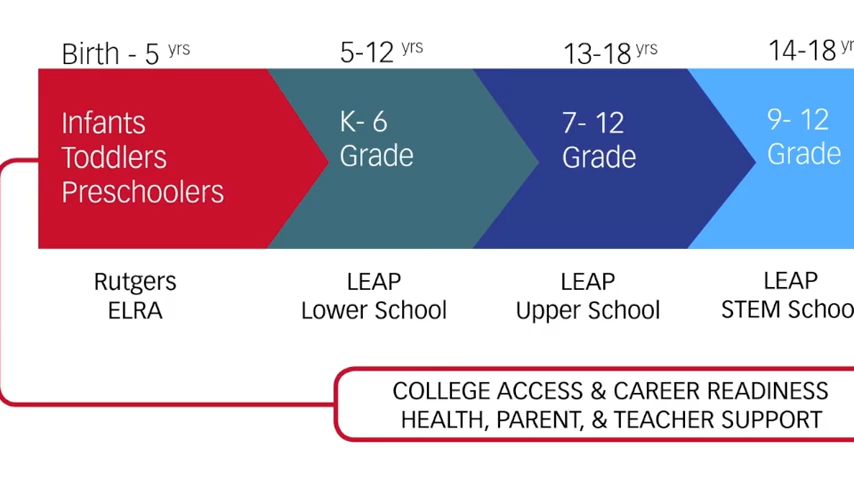 Birth - 5 yrs
5-12 yrs
13-18 yrs
14-18
Infants
Toddlers
Preschoolers
K- 6
Grade
7- 12
Grade
9- 12
Grade
Rutgers
ELRA
LEAP
Lower School
LEAP
Upper School
LEAP
STEM Schoo
COLLEGE ACCESS & CAREER READINESS
HEALTH, PARENT, & TEACHER SUPPORT